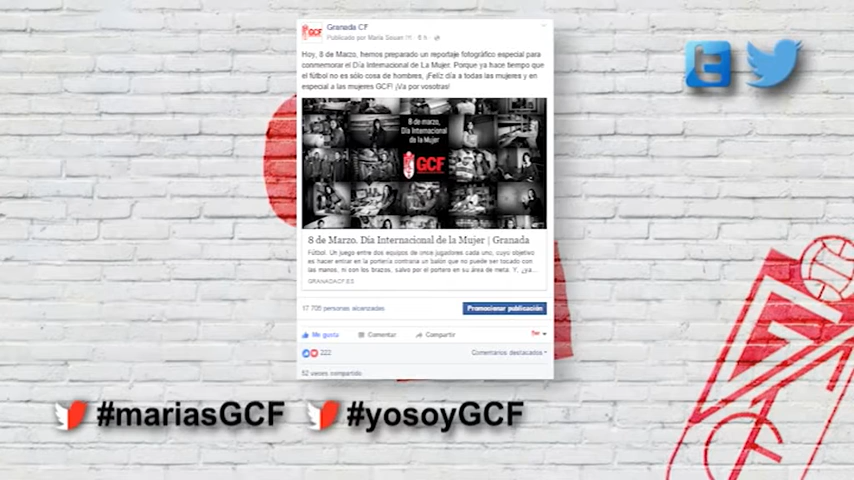 Granada CF
Hoy, 8 de Marzo, hemos preparado un reportaje fotográfico especial para
conmemorar el Día Internacional de La Mujer. Porque ya hace tiempo que
el fútbol no es sólo cosa de hombres, ¡Feliz día a todas las mujeres y en
especial a las mujeres GCF! ¡Va por vosotras!
8 de marzo,
Día Internacional
de la Mujer
GCF
8 de Marzo. Día Internacional de la Mujer | Granada
Fútbol. Un juego entre dos equipos de once jugadores cada uno, cuyo objetivo
es hacer entrar en la portería contraria un balón que no puede ser tocado con
las manos, ni con los brazos, salvo por el portero en su área de meta. Y, ¿ya...
GRANADACF.ES
17 705 personas alcanzadas
Promocionar publicación
Me gusta Comentar Compartir
222
Comentarios destacados
52 veces compartido
#mariasGCF #yosoyGCF